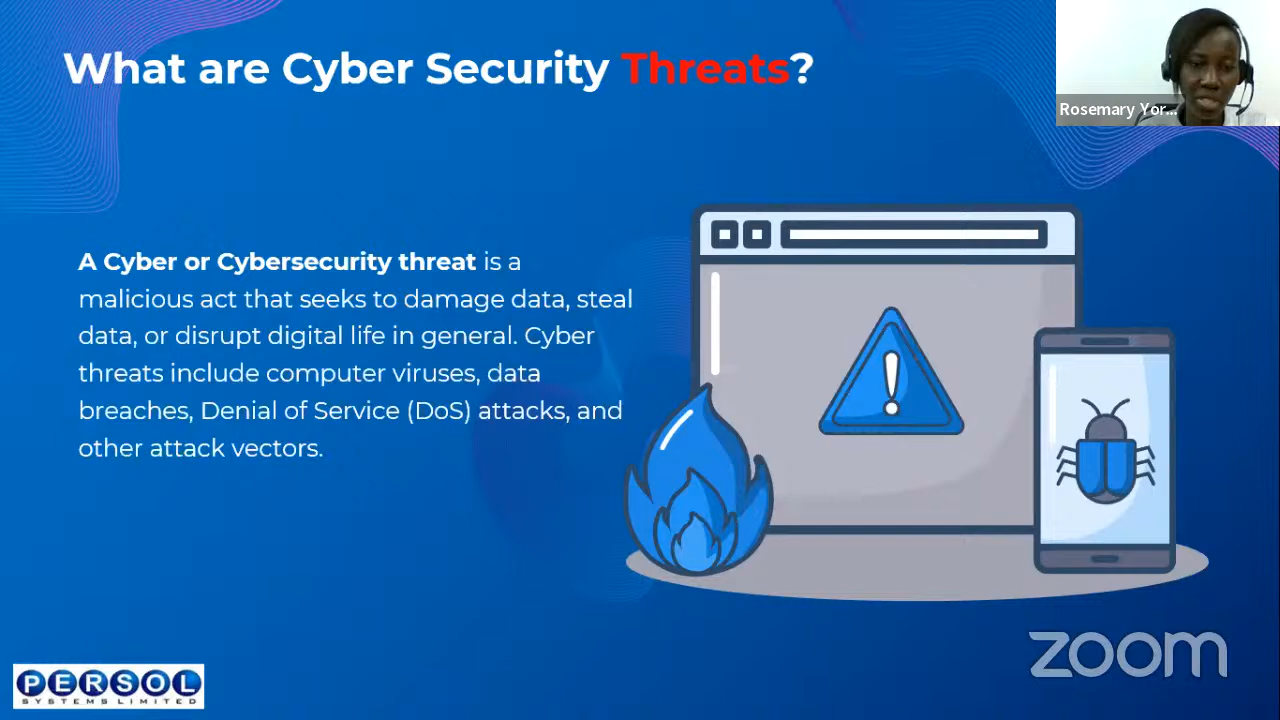 What are Cyber Security Threats?
Rosemary Yor...
A Cyber or Cybersecurity threat is a
malicious act that seeks to damage data, steal
data, or disrupt digital life in general. Cyber
threats include computer viruses, data
breaches, Denial of Service (DoS) attacks, and
other attack vectors.
zoom
PERSOL
SYSTEMS LIMITED